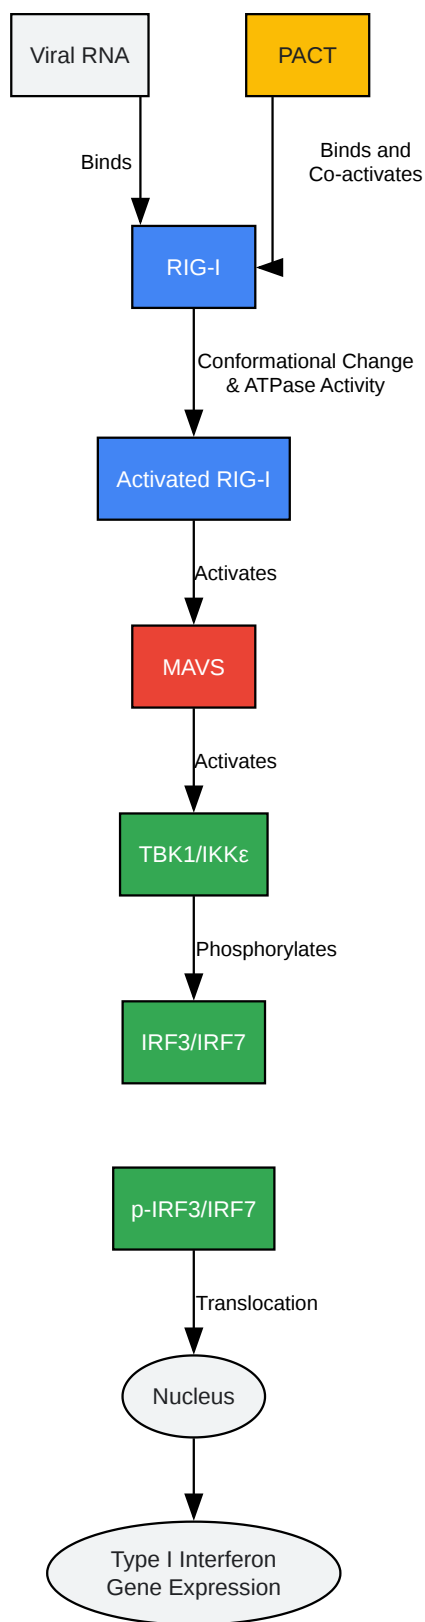 Viral RNA
PACT
Binds
Binds and
Co-activates
RIG-I
Conformational Change
& ATPase Activity
Activated RIG-I
Activates
MAVS
Activates
TBK1/IKKε
Phosphorylates
IRF3/IRF7
p-IRF3/IRF7
Translocation
Nucleus
Type I Interferon
Gene Expression